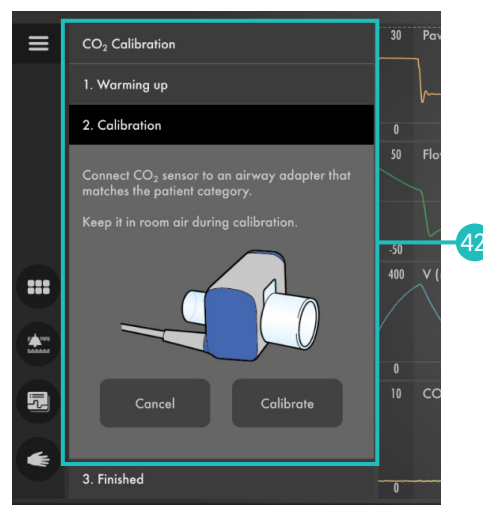 CO₂ Calibration
1. Warming up
2. Calibration
Connect CO₂ sensor to an airway adapter that
matches the patient category.
Keep it in room air during calibration.
Cancel
Calibrate
3. Finished
30
0
50
-50
400
V (
0
10
CO
0
42